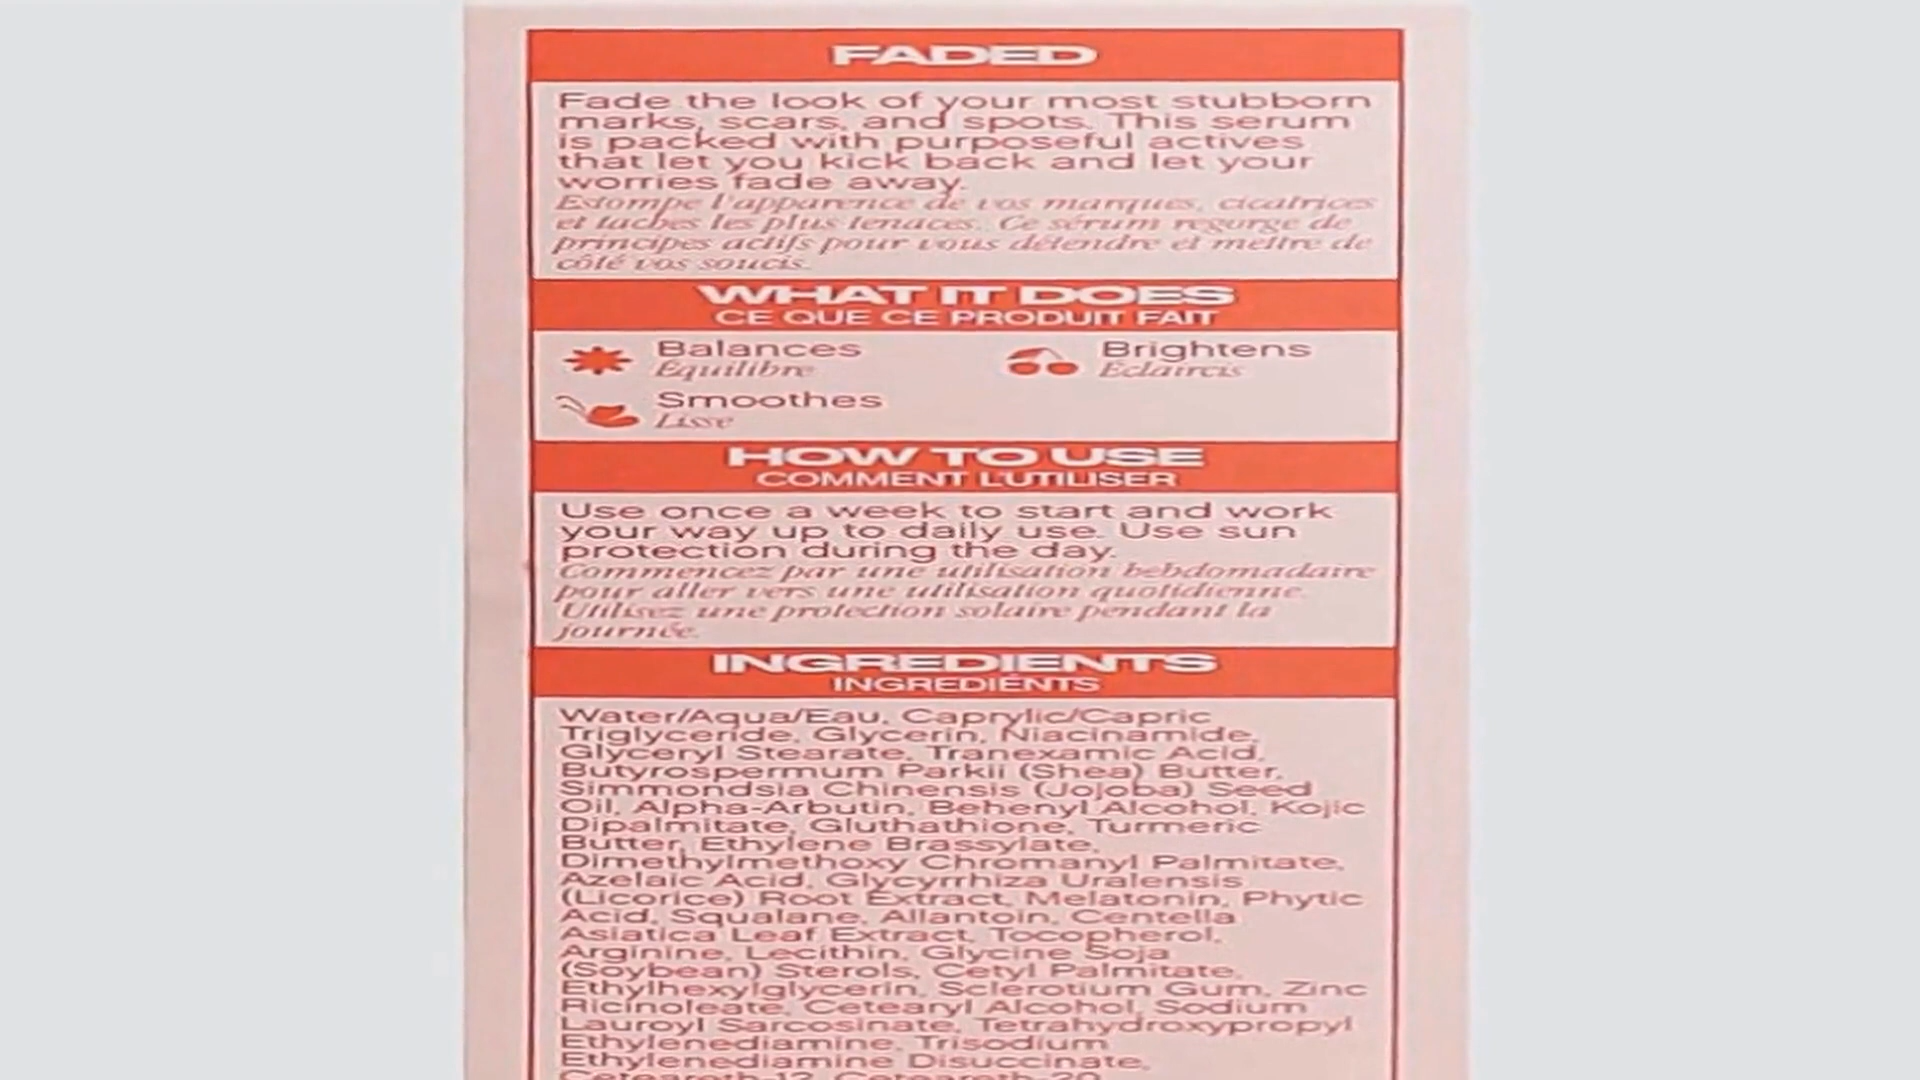 FADED
Fade the look of your most stubborn
marks, scars, and spots. This serum
is packed with purposeful actives
that let you kick back and let your
worries fade away.
Estompe l'apparence de vos marques, cicatrices
et taches les plus tenaces. Ce sérum regorge de
principes actifs pour vous détendre et mettre de
côté vos soucis.
WHAT IT DOES
CE QUE CE PRODUIT FAIT
Balances
Équilibre
Brightens
Éclaircis
Smoothes
Lisse
HOW TO USE
COMMENT L'UTILISER
Use once a week to start and work
your way up to daily use. Use sun
protection during the day.
Commencez par une utilisation hebdomadaire
pour aller vers une utilisation quotidienne.
Utilisez une protection solaire pendant la
journée.
INGREDIENTS
INGREDIÉNTS
Water/Aqua/Eau, Caprylic/Capric
Triglyceride, Glycerin, Niacinamide,
Glyceryl Stearate, Tranexamic Acid,
Butyrospermum Parkii (Shea) Butter,
Simmondsia Chinensis (Jojoba) Seed
Oil, Alpha-Arbutin, Behenyl Alcohol, Kojic
Dipalmitate, Gluthathione, Turmeric
Butter, Ethylene Brassylate,
Dimethylmethoxy Chromanyl Palmitate,
Azelaic Acid, Glycyrrhiza Uralensis
(Licorice) Root Extract, Melatonin, Phytic
Acid, Squalane, Allantoin, Centella
Asiatica Leaf Extract, Tocopherol,
Arginine, Lecithin, Glycine Soja
(Soybean) Sterols, Cetyl Palmitate,
Ethylhexylglycerin, Sclerotium Gum, Zinc
Ricinoleate, Cetearyl Alcohol, Sodium
Lauroyl Sarcosinate, Tetrahydroxypropyl
Ethylenediamine, Trisodium
Ethylenediamine Disuccinate,
Ceteareth-12, Ceteareth-20